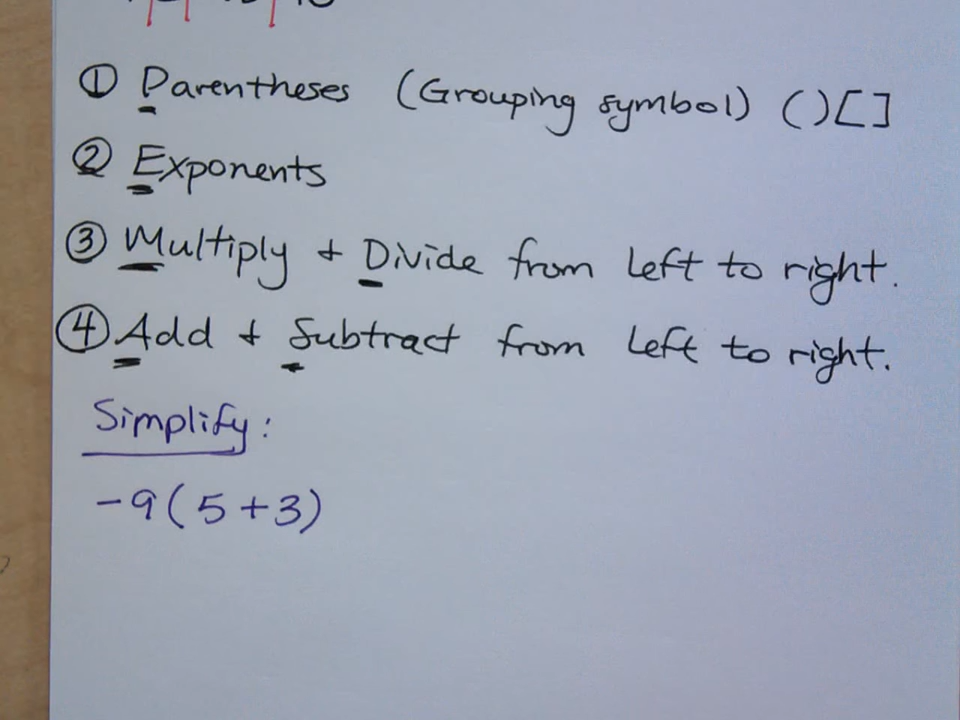 ① Parentheses (Grouping symbol) ( ) [ ]
② Exponents
③ Multiply + Divide from left to right.
④ Add + Subtract from left to right.
Simplify:
-9(5+3)